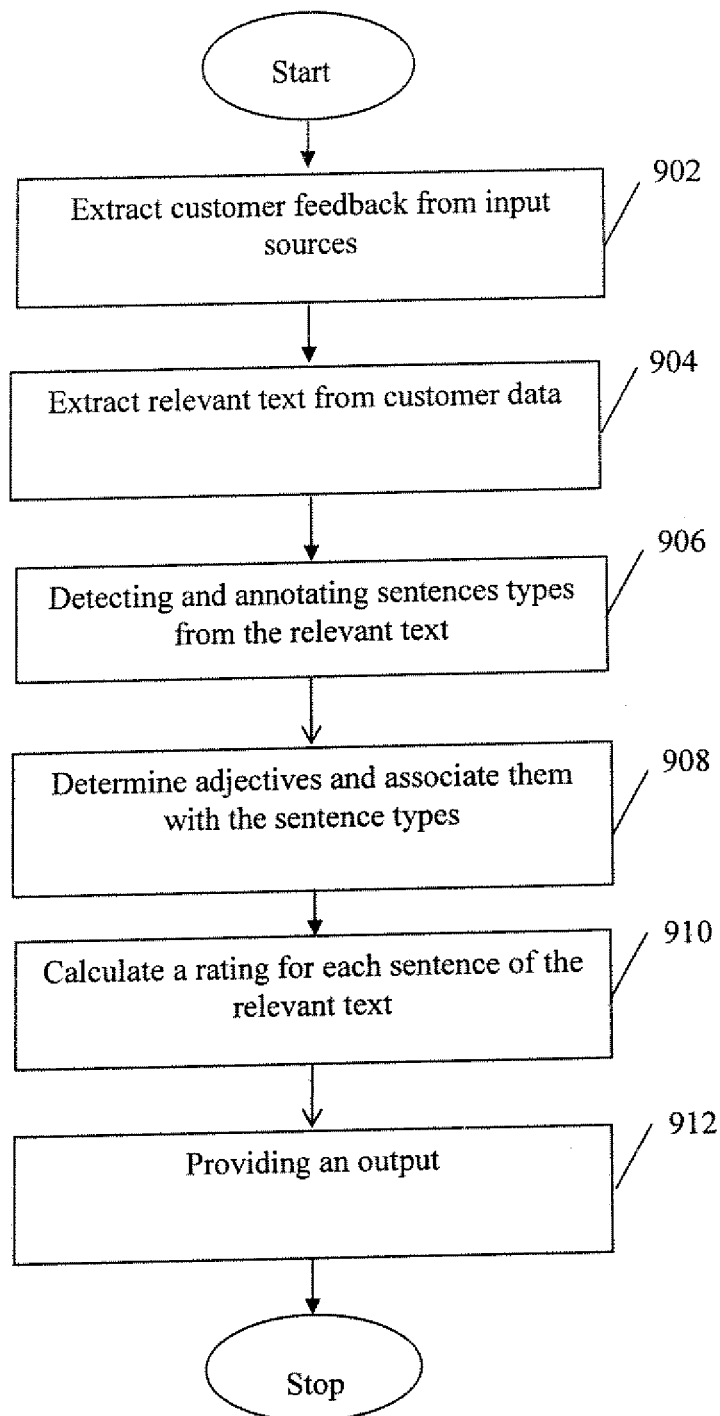 Start
902
Extract customer feedback from input
sources
904
Extract relevant text from customer data
906
Detecting and annotating sentences types
from the relevant text
908
Determine adjectives and associate them
with the sentence types
910
Calculate a rating for each sentence of the
relevant text
912
Providing an output
Stop